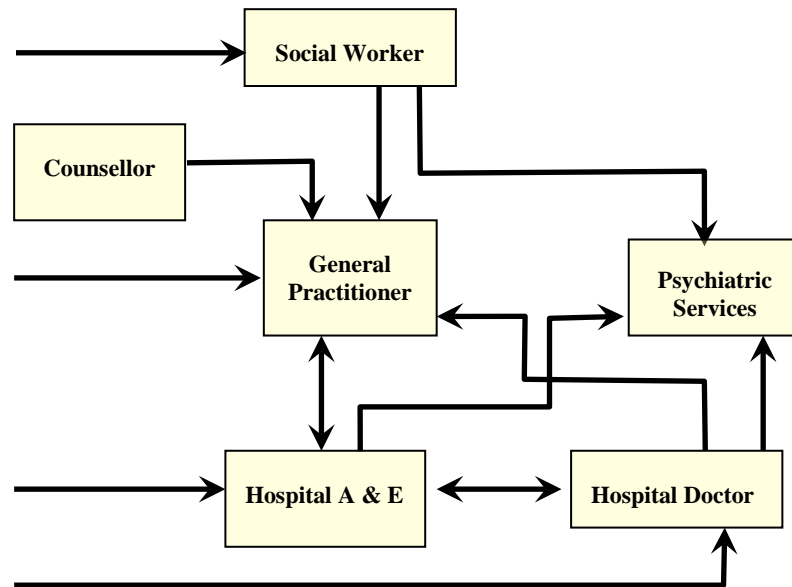 Social Worker
Counsellor
General
Practitioner
Psychiatric
Services
Hospital A & E
Hospital Doctor